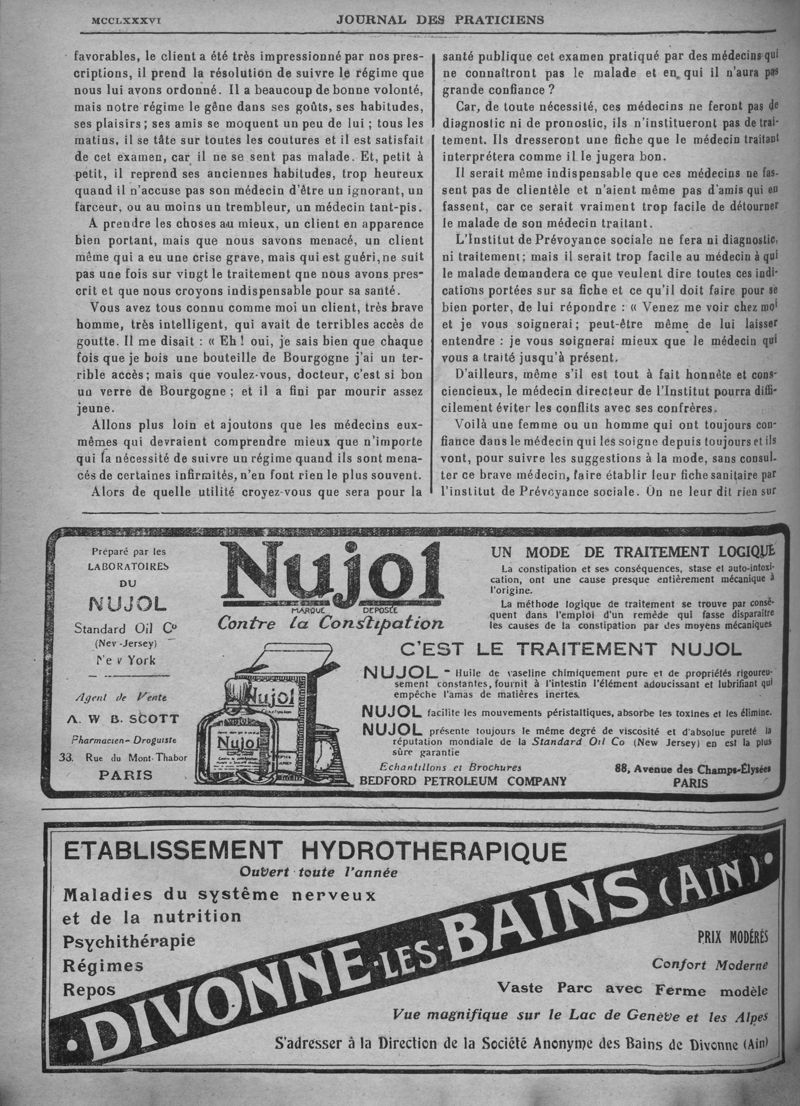 MCCLXXXVI
JOURNAL DES PRATICIENS
favorables, le client a été très impressionné par nos pres-
criptions, il prend la résolution de suivre le régime que
nous lui avons ordonné. Il a beaucoup de bonne volonté,
mais notre régime le gêne dans ses goûts, ses habitudes,
ses plaisirs ; ses amis se moquent un peu de lui ; tous les
matins, il se tâte sur toutes les coutures et il est satisfait
de cet examen, car il ne se sent pas malade. Et, petit à
petit, il reprend ses anciennes habitudes, trop heureux
quand il n'accuse pas son médecin d'être un ignorant, un
farceur, ou au moins un trembleur, un médecin tant-pis.
A prendre les choses au mieux, un client en apparence
bien portant, mais que nous savons menacé, un client
même qui a eu une crise grave, mais qui est guéri, ne suit
pas une fois sur vingt le traitement que nous avons pres-
crit et que nous croyons indispensable pour sa santé.
Vous avez tous connu comme moi un client, très brave
homme, très intelligent, qui avait de terribles accès de
goutte. Il me disait : « Eh ! oui, je sais bien que chaque
fois que je bois une bouteille de Bourgogne j'ai un ter-
rible accès ; mais que voulez-vous, docteur, c'est si bon
un verre de Bourgogne ; et il a fini par mourir assez
jeune.
Allons plus loin et ajoutons que les médecins eux-
mêmes qui devraient comprendre mieux que n'importe
qui la nécessité de suivre un régime quand ils sont mena-
cés de certaines infirmités, n'en font rien le plus souvent.
Alors de quelle utilité croyez-vous que sera pour la
santé publique cet examen pratiqué par des médecins qui
ne connaîtront pas le malade et en qui il n'aura pas
grande confiance ?
Car, de toute nécessité, ces médecins ne feront pas de
diagnostic ni de pronostic, ils n'institueront pas de trai-
tement. Ils dresseront une fiche que le médecin traitant
interprétera comme il le jugera bon.
Il serait même indispensable que ces médecins ne fas-
sent pas de clientèle et n'aient même pas d'amis qui en
fassent, car ce serait vraiment trop facile de détourner
le malade de son médecin traitant.
L'Institut de Prévoyance sociale ne fera ni diagnostic,
ni traitement ; mais il serait trop facile au médecin à qui
le malade demandera ce que veulent dire toutes ces indi-
cations portées sur sa fiche et ce qu'il doit faire pour se
bien porter, de lui répondre : « Venez me voir chez moi
et je vous soignerai ; peut-être même de lui laisser
entendre : je vous soignerai mieux que le médecin qui
vous a traité jusqu'à présent.
D'ailleurs, même s'il est tout à fait honnête et cons-
ciencieux, le médecin directeur de l'Institut pourra diffi-
cilement éviter les conflits avec ses confrères.
Voilà une femme ou un homme qui ont toujours con-
fiance dans le médecin qui les soigne depuis toujours et ils
vont, pour suivre les suggestions à la mode, sans consul-
ter ce brave médecin, faire établir leur fiche sanitaire par
l'institut de Prévoyance sociale. On ne leur dit rien sur
Préparé par les
LABORATOIRES
DU
NUJOL
Standard Oil Co
(New-Jersey)
New York
Agent de Vente
A. W B. SCOTT
Pharmacien-Droguiste
33, Rue du Mont-Thabor
PARIS
Nujol
MARQUE DEPOSÉE
Contre la Constipation
Nujol
Nujol
UN MODE DE TRAITEMENT LOGIQUE
La constipation et ses conséquences, stase et auto-intoxi-
cation, ont une cause presque entièrement mécanique à
l'origine.
La méthode logique de traitement se trouve par consé-
quent dans l'emploi d'un remède qui fasse disparaître
les causes de la constipation par des moyens mécaniques
C'EST LE TRAITEMENT NUJOL
NUJOL - Huile de vaseline chimiquement pure et de propriétés rigoureu-
sement constantes, fournit à l'intestin l'élément adoucissant et lubrifiant qui
empêche l'amas de matières inertes.
NUJOL facilite les mouvements péristaltiques, absorbe les toxines et les élimine.
NUJOL présente toujours le même degré de viscosité et d'absolue pureté la
réputation mondiale de la Standard Oil Co (New Jersey) en est la plus
sûre garantie
Echantillons et Brochures
BEDFORD PETROLEUM COMPANY
88, Avenue des Champs-Élysées
PARIS
ETABLISSEMENT HYDROTHERAPIQUE
Ouvert toute l'année
Maladies du système nerveux
et de la nutrition
Psychithérapie
Régimes
Repos
DIVONNE-LES-BAINS (AIN)
PRIX MODÉRÉS
Confort Moderne
Vaste Parc avec Ferme modèle
Vue magnifique sur le Lac de Genève et les Alpes
S'adresser à la Direction de la Société Anonyme des Bains de Divonne (Ain)